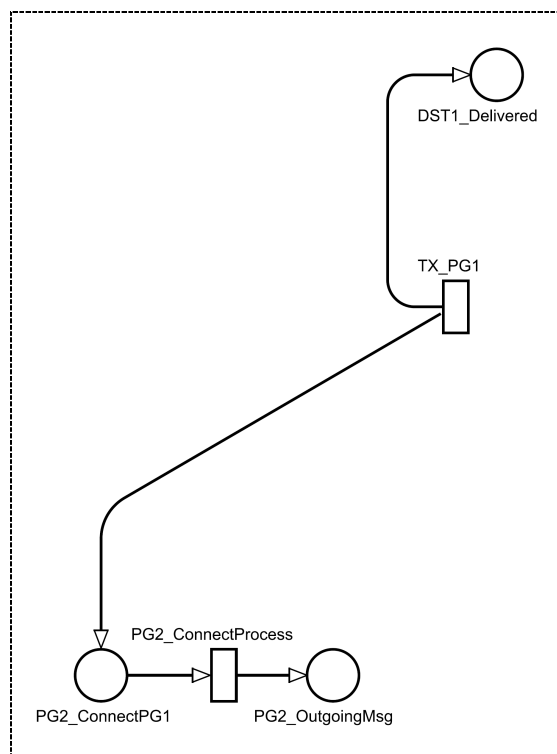 DST1_Delivered
TX_PG1
PG2_ConnectProcess
PG2_ConnectPG1
PG2_OutgoingMsg